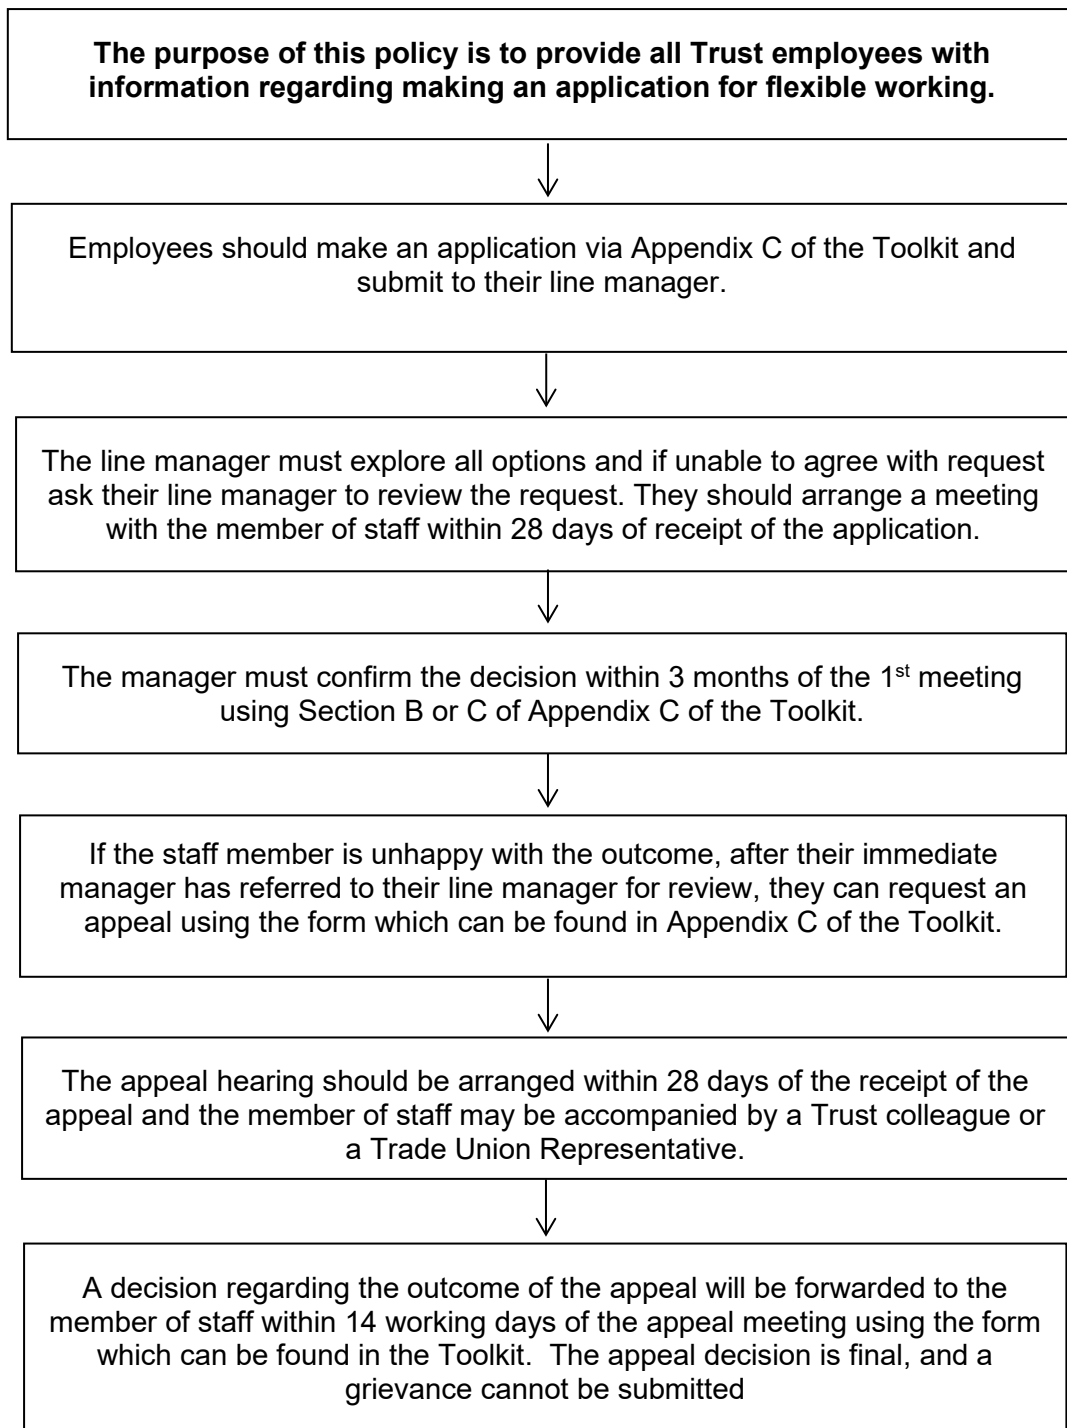 The purpose of this policy is to provide all Trust employees with
information regarding making an application for flexible working.
Employees should make an application via Appendix C of the Toolkit and
submit to their line manager.
The line manager must explore all options and if unable to agree with request
ask their line manager to review the request. They should arrange a meeting
with the member of staff within 28 days of receipt of the application.
The manager must confirm the decision within 3 months of the 1st meeting
using Section B or C of Appendix C of the Toolkit.
If the staff member is unhappy with the outcome, after their immediate
manager has referred to their line manager for review, they can request an
appeal using the form which can be found in Appendix C of the Toolkit.
The appeal hearing should be arranged within 28 days of the receipt of the
appeal and the member of staff may be accompanied by a Trust colleague or
a Trade Union Representative.
A decision regarding the outcome of the appeal will be forwarded to the
member of staff within 14 working days of the appeal meeting using the form
which can be found in the Toolkit.  The appeal decision is final, and a
grievance cannot be submitted